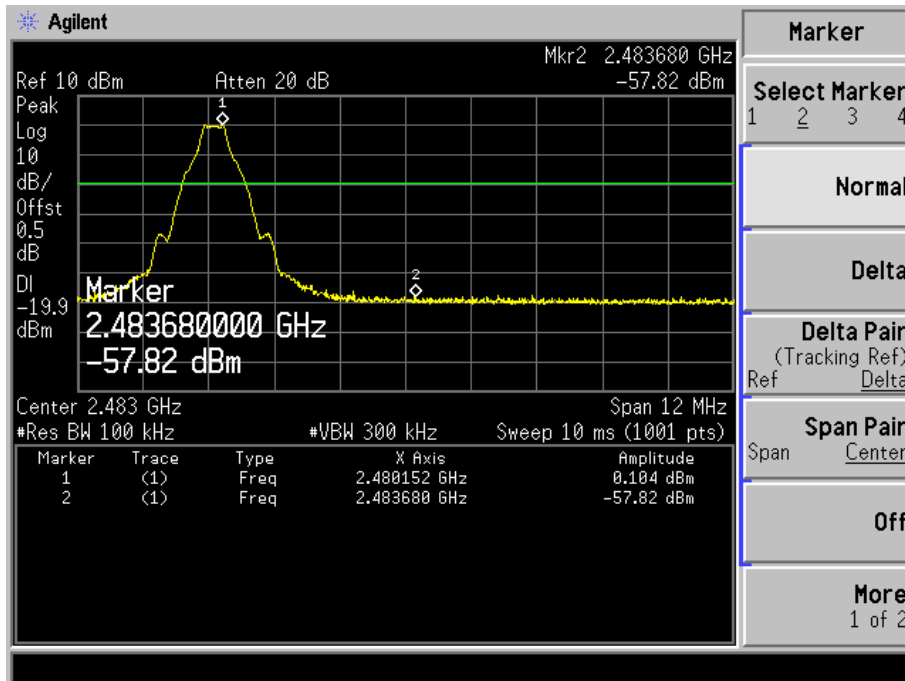 Agilent
Marker
Mkr2 2.483680 GHz
Ref 10 dBm Atten 20 dB -57.82 dBm
Peak
Log
10
dB/
Offst
0.5
dB
DI
-19.9
dBm
1
2
Marker
2.483680000 GHz
-57.82 dBm
Center 2.483 GHz Span 12 MHz
#Res BW 100 kHz #VBW 300 kHz Sweep 10 ms (1001 pts)
Marker Trace Type X Axis Amplitude
1 (1) Freq 2.480152 GHz 0.104 dBm
2 (1) Freq 2.483680 GHz -57.82 dBm
Select Marker
1 2 3 4
Normal
Delta
Delta Pair
(Tracking Ref)
Ref Delta
Span Pair
Span Center
Off
More
1 of 2